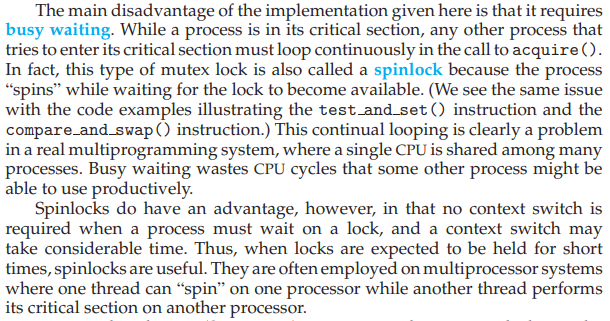 The main disadvantage of the implementation given here is that it requires
busy waiting. While a process is in its critical section, any other process that
tries to enter its critical section must loop continuously in the call to acquire().
In fact, this type of mutex lock is also called a spinlock because the process
“spins” while waiting for the lock to become available. (We see the same issue
with the code examples illustrating the test_and_set() instruction and the
compare_and_swap() instruction.) This continual looping is clearly a problem
in a real multiprogramming system, where a single CPU is shared among many
processes. Busy waiting wastes CPU cycles that some other process might be
able to use productively.
Spinlocks do have an advantage, however, in that no context switch is
required when a process must wait on a lock, and a context switch may
take considerable time. Thus, when locks are expected to be held for short
times, spinlocks are useful. They are often employed on multiprocessor systems
where one thread can “spin” on one processor while another thread performs
its critical section on another processor.